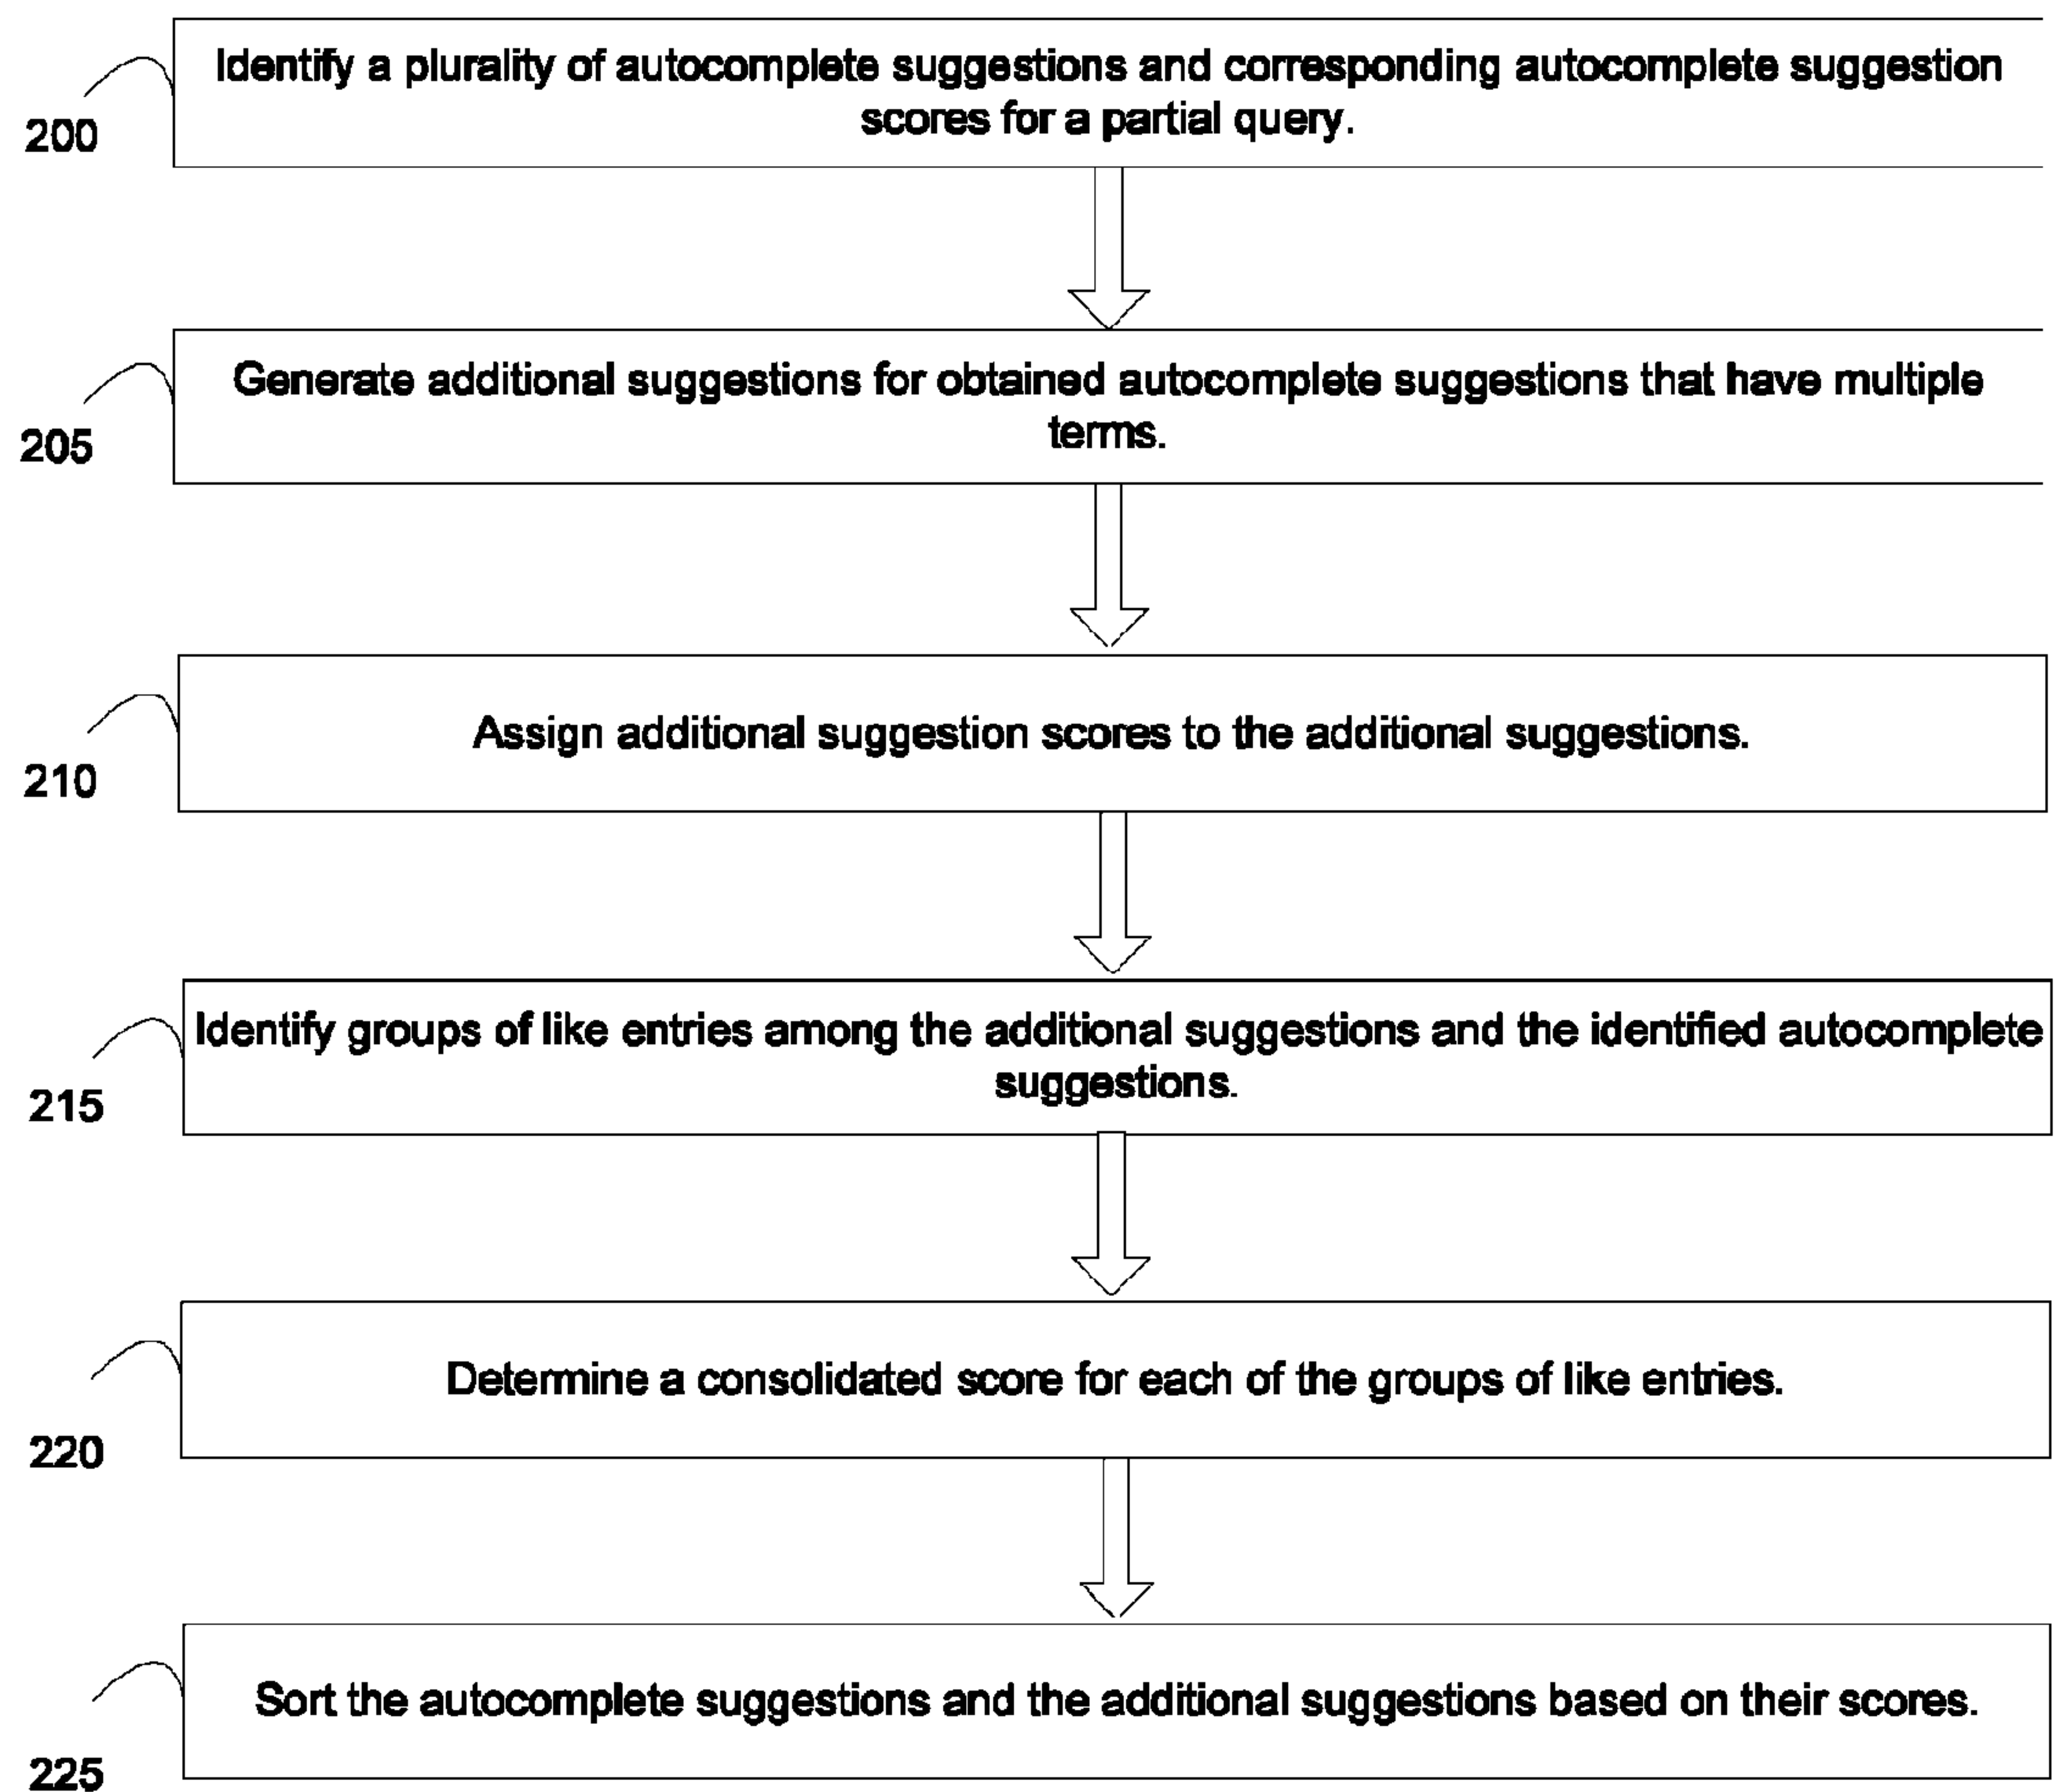 Identify a plurality of autocomplete suggestions and corresponding autocomplete suggestion
scores for a partial query.
200
Generate additional suggestions for obtained autocomplete suggestions that have multiple
terms.
205
Assign additional suggestion scores to the additional suggestions.
210
Identify groups of like entries among the additional suggestions and the identified autocomplete
suggestions.
215
Determine a consolidated score for each of the groups of like entries.
220
Sort the autocomplete suggestions and the additional suggestions based on their scores.
225